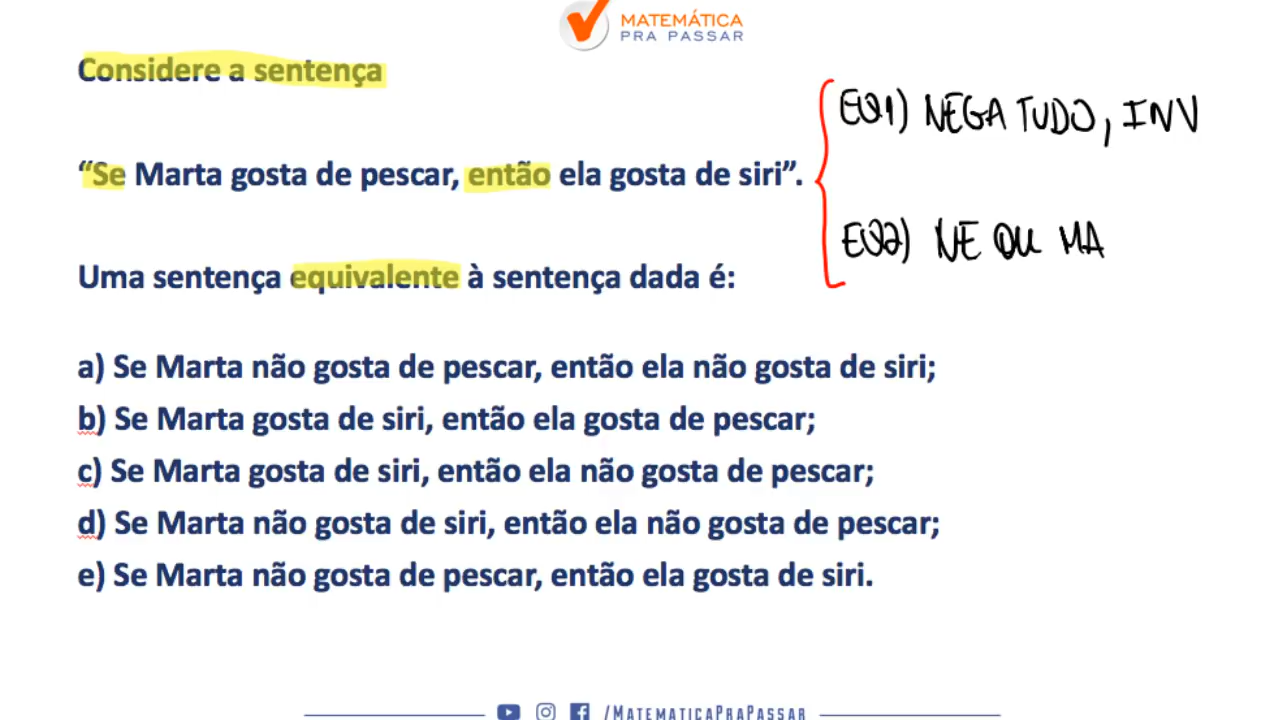 MATEMÁTICA
PRA PASSAR
Considere a sentença
EQ1) NEGA TUDO, INV
“Se Marta gosta de pescar, então ela gosta de siri”.
EQ2) NE OU MA
Uma sentença equivalente à sentença dada é:
a) Se Marta não gosta de pescar, então ela não gosta de siri;
b) Se Marta gosta de siri, então ela gosta de pescar;
c) Se Marta gosta de siri, então ela não gosta de pescar;
d) Se Marta não gosta de siri, então ela não gosta de pescar;
e) Se Marta não gosta de pescar, então ela gosta de siri.
/MATEMATICAPRAPASSAR